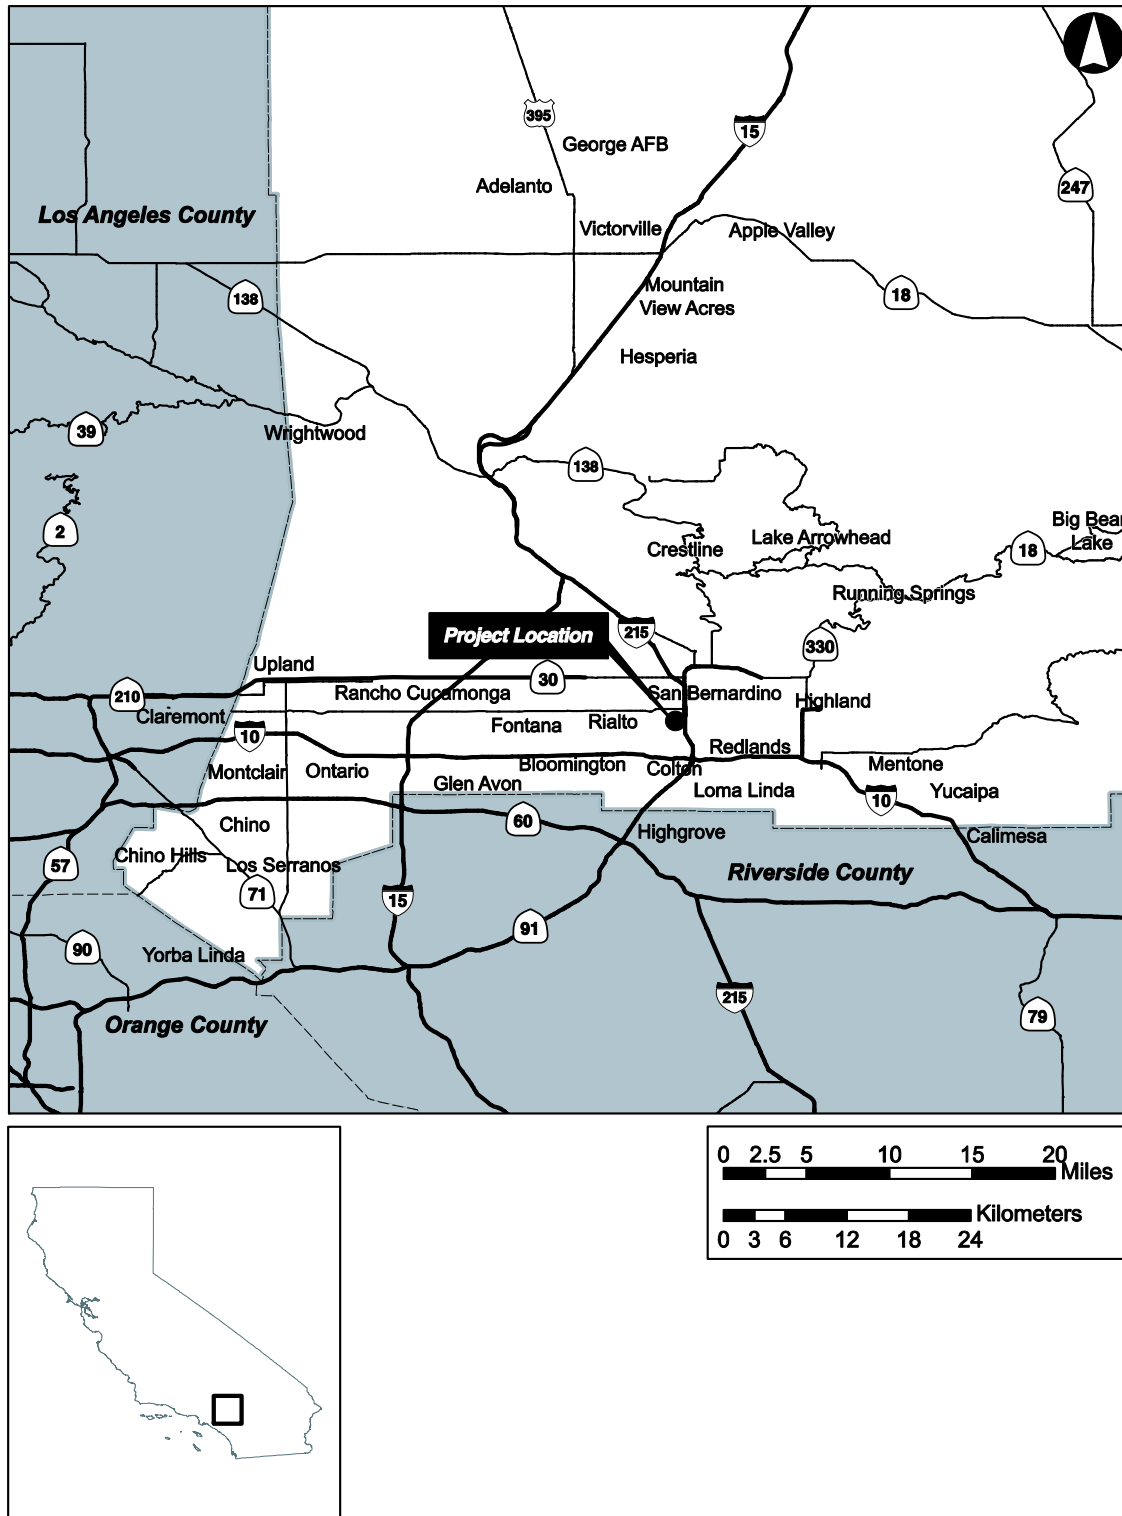 395
15
George AFB
247
Adelanto
Los Angeles County
Victorville
Apple Valley
138
Mountain
View Acres
18
Hesperia
39
Wrightwood
138
2
Crestline
Lake Arrowhead
18
Big Bear
Lake
Running Springs
Project Location
215
330
Upland
30
210
Rancho Cucamonga
San Bernardino
Highland
Claremont
Fontana
Rialto
10
Redlands
Montclair
Ontario
Bloomington
Colton
Mentone
Glen Avon
Loma Linda
10
Yucaipa
Chino
60
Highgrove
Calimesa
57
Chino Hills
Los Serranos
Riverside County
71
15
91
90
Yorba Linda
215
79
Orange County
0 2.5 5 10 15 20
Miles
Kilometers
0 3 6 12 18 24